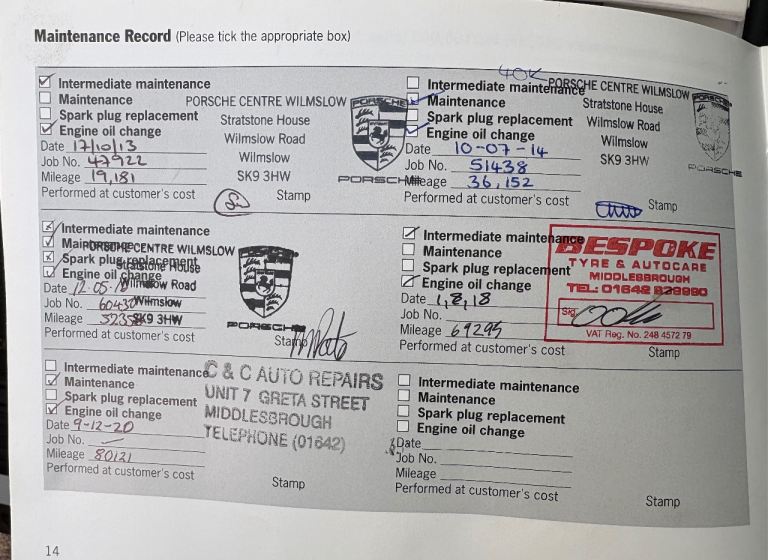 Maintenance Record (Please tick the appropriate box)
Intermediate maintenance
Maintenance
Spark plug replacement
Engine oil change
Date 17/10/13
Job No. 47922
Mileage 19,181
Performed at customer's cost
Stamp
PORSCHE CENTRE WILMSLOW
Stratstone House
Wilmslow Road
Wilmslow
SK9 3HW
PORSCHE
PORSCHE
40K
Intermediate maintenance
Maintenance
Spark plug replacement
Engine oil change
Date 10-07-14
Job No. 51438
Mileage 36,152
Performed at customer's cost
Stamp
PORSCHE CENTRE WILMSLOW
Stratstone House
Wilmslow Road
Wilmslow
SK9 3HW
PORSCHE
PORSCHE
Intermediate maintenance
Maintenance
Spark plug replacement
Engine oil change
Date
Job No.
Mileage
Performed at customer's cost
Stamp
PORSCHE CENTRE WILMSLOW
Stratstone House
Wilmslow Road
Wilmslow
SK9 3HW
PORSCHE
Intermediate maintenance
Maintenance
Spark plug replacement
Engine oil change
Date 1,8,18
Job No.
Mileage 69295
Performed at customer's cost
Stamp
BESPOKE
TYRE & AUTOCARE
MIDDLESBROUGH
TEL: 01642
Sig.
VAT Reg. No. 248 4572 79
Intermediate maintenance
Maintenance
Spark plug replacement
Engine oil change
Date 9-12-20
Job No.
Mileage 80121
Performed at customer's cost
Stamp
C & C AUTO REPAIRS
UNIT 7 GRETA STREET
MIDDLESBROUGH
TELEPHONE (01642)
Intermediate maintenance
Maintenance
Spark plug replacement
Engine oil change
Date
Job No.
Mileage
Performed at customer's cost
Stamp
14